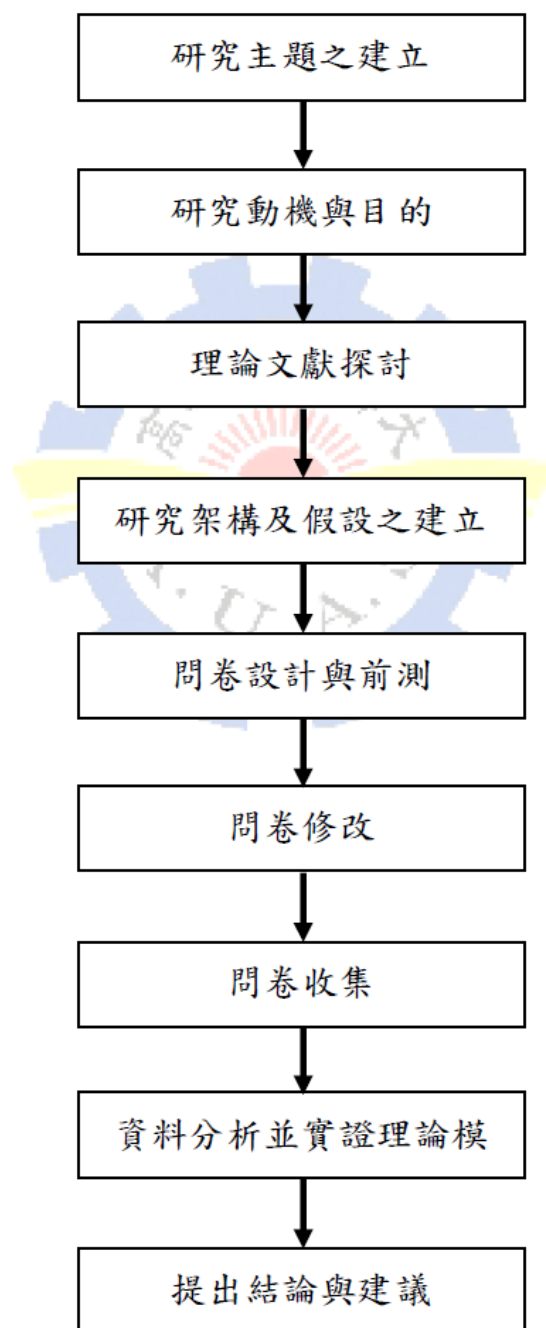 研究主題之建立
研究動機與目的
理論文獻探討
研究架構及假設之建立
問卷設計與前測
問卷修改
問卷收集
資料分析並實證理論模
提出結論與建議